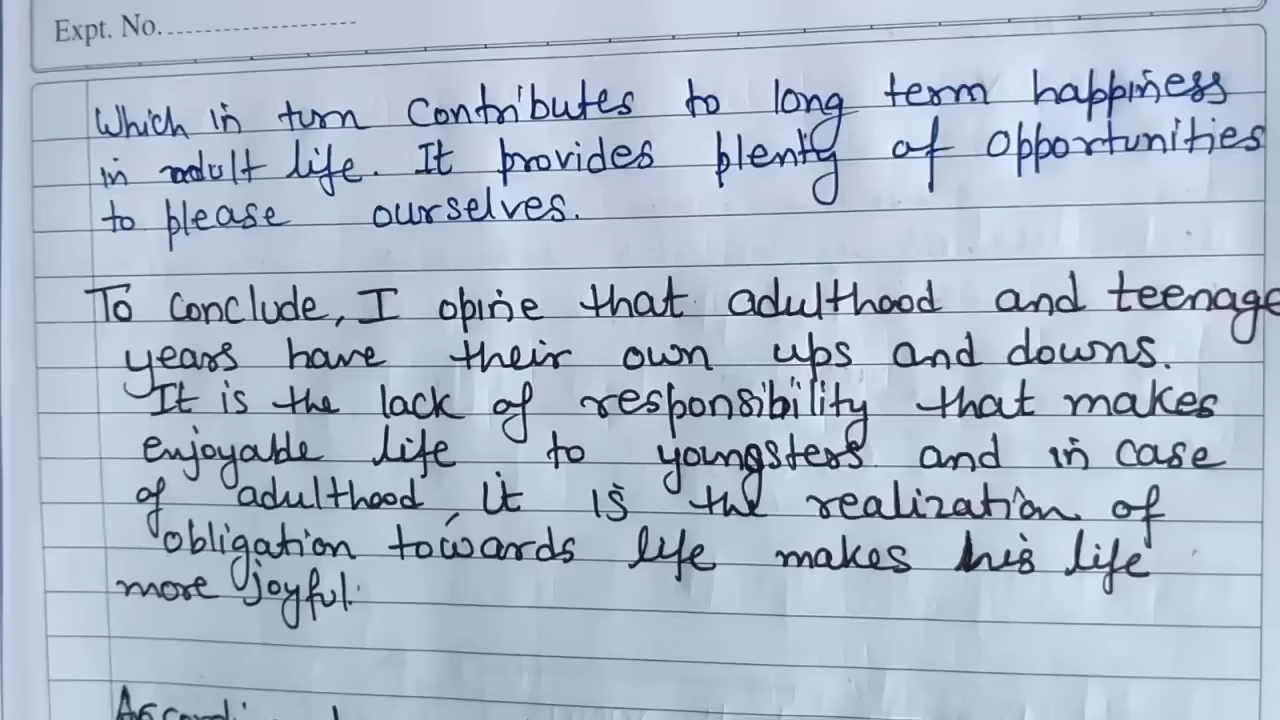 Expt. No.
Which in turn Contributes to long term happiness
in adult life. It provides plenty of Opportunities
to please ourselves.
To Conclude, I opine that adulthood and teenage
years have their own ups and downs.
It is the lack of responsibility that makes
enjoyable life to youngsters and in case
of adulthood, it is the realization of
obligation towards life makes his life
more joyful.